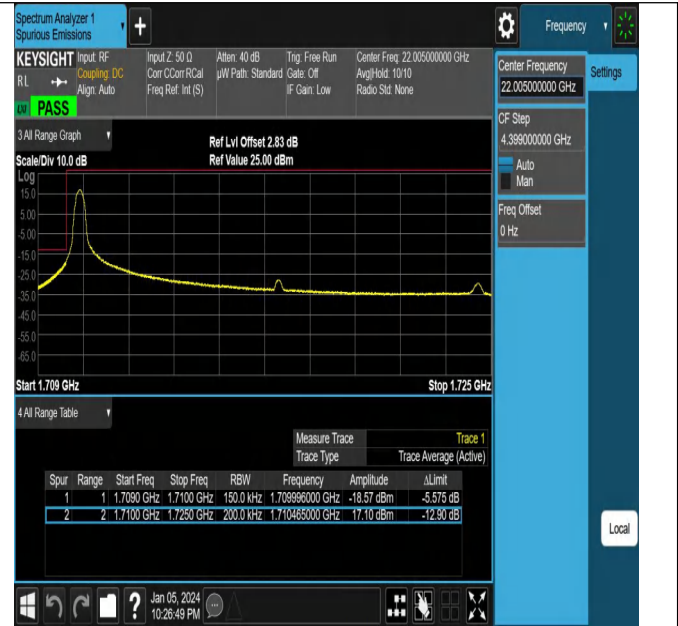 Spectrum Analyzer 1
Spurious Emissions
+
Frequency
KEYSIGHT
RL
LXI PASS
Input: RF
Coupling: DC
Align: Auto
Input Z: 50 Ω
Corr CCorr RCal
Freq Ref: Int (S)
Atten: 40 dB
µW Path: Standard
Trig: Free Run
Gate: Off
IF Gain: Low
Center Freq: 22.005000000 GHz
Avg|Hold: 10/10
Radio Std: None
Center Frequency
22.005000000 GHz
Settings
CF Step
4.399000000 GHz
Auto
Man
Freq Offset
0 Hz
3 All Range Graph
Scale/Div 10.0 dB
Ref Lvl Offset 2.83 dB
Ref Value 25.00 dBm
Log
15.0
5.00
-5.00
-15.0
-25.0
-35.0
-45.0
-55.0
-65.0
Start 1.709 GHz
Stop 1.725 GHz
4 All Range Table
Measure Trace Trace 1
Trace Type Trace Average (Active)
Spur Range Start Freq Stop Freq RBW Frequency Amplitude ΔLimit
1 1 1.7090 GHz 1.7100 GHz 150.0 kHz 1.709996000 GHz -18.57 dBm -5.575 dB
2 2 1.7100 GHz 1.7250 GHz 200.0 kHz 1.710465000 GHz 17.10 dBm -12.90 dB
Local
?
Jan 05, 2024
10:26:49 PM